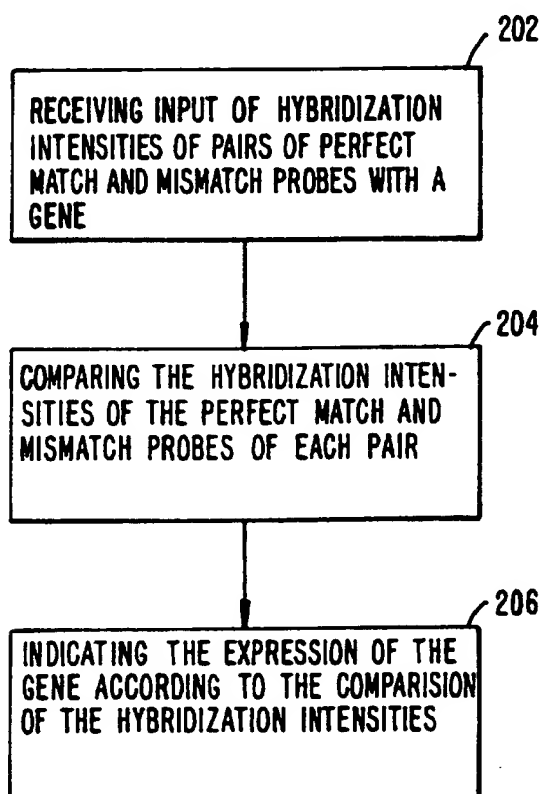 202
RECEIVING INPUT OF HYBRIDIZATION
INTENSITIES OF PAIRS OF PERFECT
MATCH AND MISMATCH PROBES WITH A
GENE
204
COMPARING THE HYBRIDIZATION INTEN-
SITIES OF THE PERFECT MATCH AND
MISMATCH PROBES OF EACH PAIR
206
INDICATING THE EXPRESSION OF THE
GENE ACCORDING TO THE COMPARISION
OF THE HYBRIDIZATION INTENSITIES